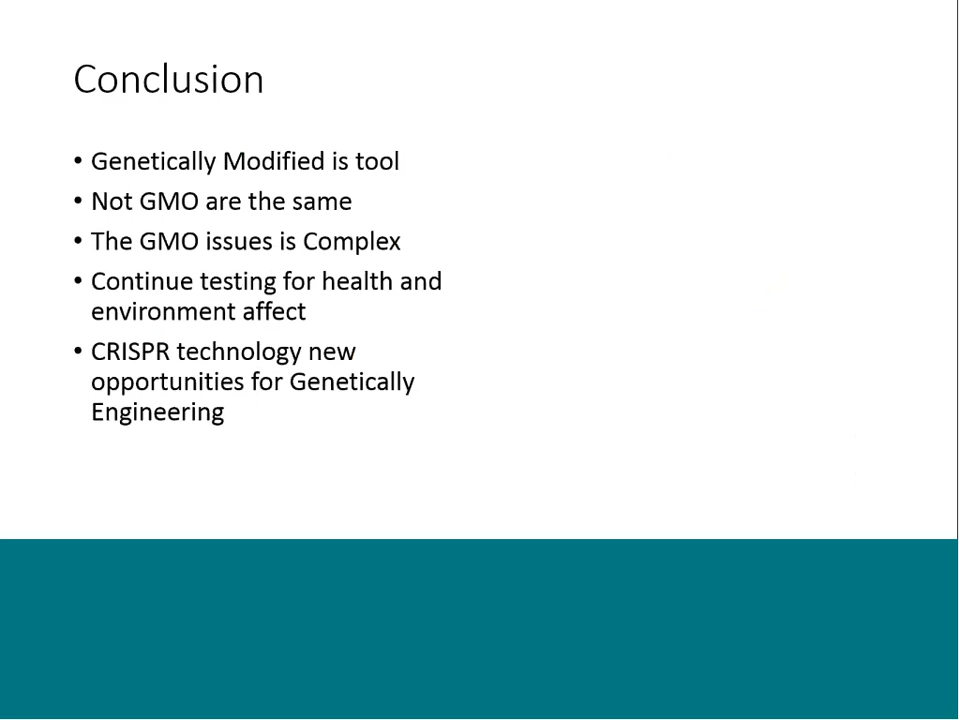 Conclusion
• Genetically Modified is tool
• Not GMO are the same
• The GMO issues is Complex
• Continue testing for health and
environment affect
• CRISPR technology new
opportunities for Genetically
Engineering